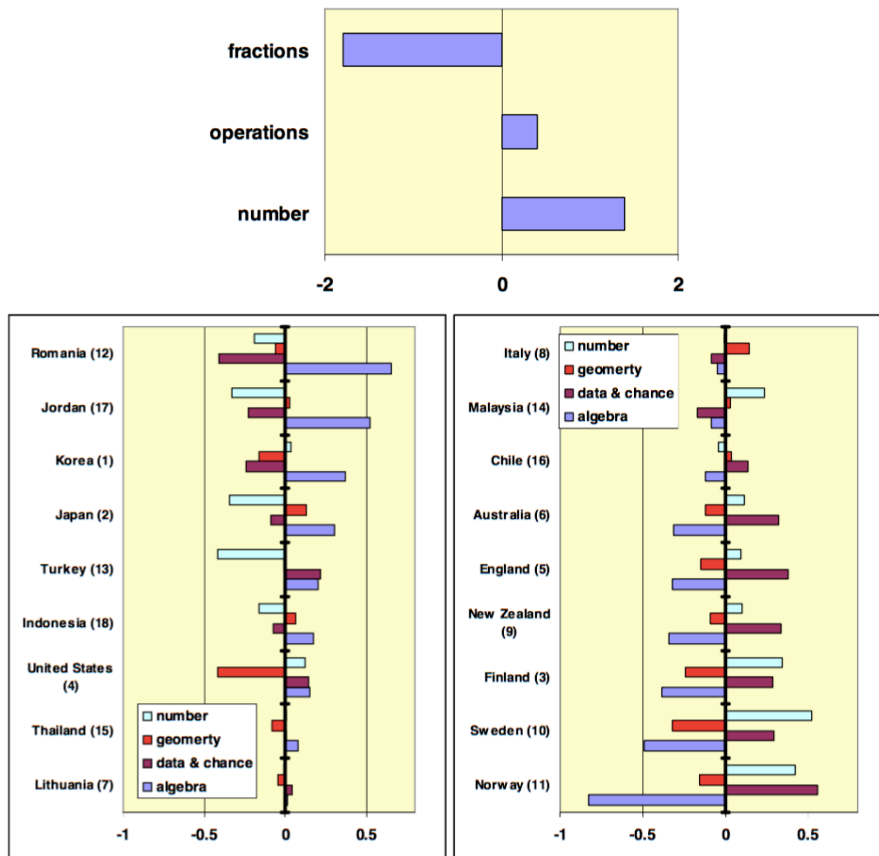 fractions
operations
number
-2 0 2
Romania (12)
Jordan (17)
Korea (1)
Japan (2)
Turkey (13)
Indonesia (18)
United States
(4)
Thailand (15)
Lithuania (7)
number
geomerty
data & chance
algebra
-1 -0.5 0 0.5
Italy (8)
Malaysia (14)
Chile (16)
Australia (6)
England (5)
New Zealand
(9)
Finland (3)
Sweden (10)
Norway (11)
number
geomerty
data & chance
algebra
-1 -0.5 0 0.5